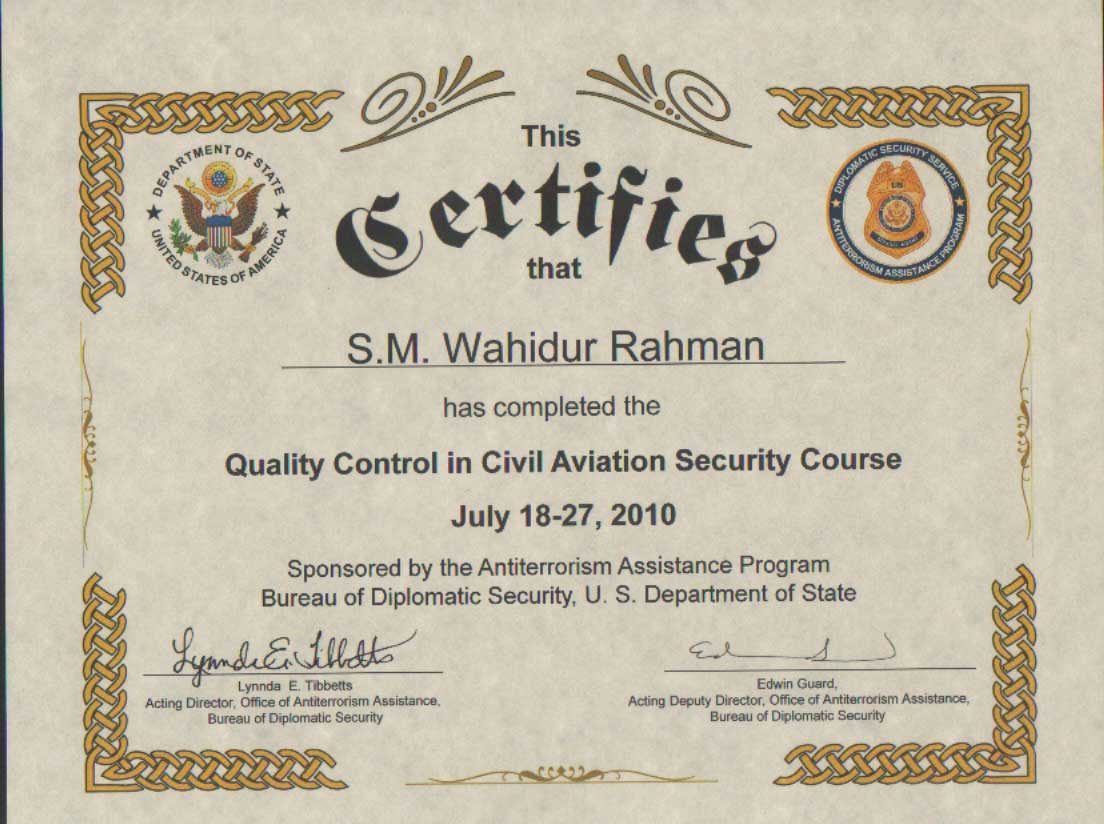 This
Certifies
that
DEPARTMENT OF STATE
UNITED STATES OF AMERICA
DIPLOMATIC SECURITY SERVICE
ANTITERRORISM ASSISTANCE PROGRAM
US
S.M. Wahidur Rahman
has completed the
Quality Control in Civil Aviation Security Course
July 18-27, 2010
Sponsored by the Antiterrorism Assistance Program
Bureau of Diplomatic Security, U. S. Department of State
Lynnda E. Tibbetts
Lynnda E. Tibbetts
Acting Director, Office of Antiterrorism Assistance,
Bureau of Diplomatic Security
Edwin Guard,
Acting Deputy Director, Office of Antiterrorism Assistance,
Bureau of Diplomatic Security